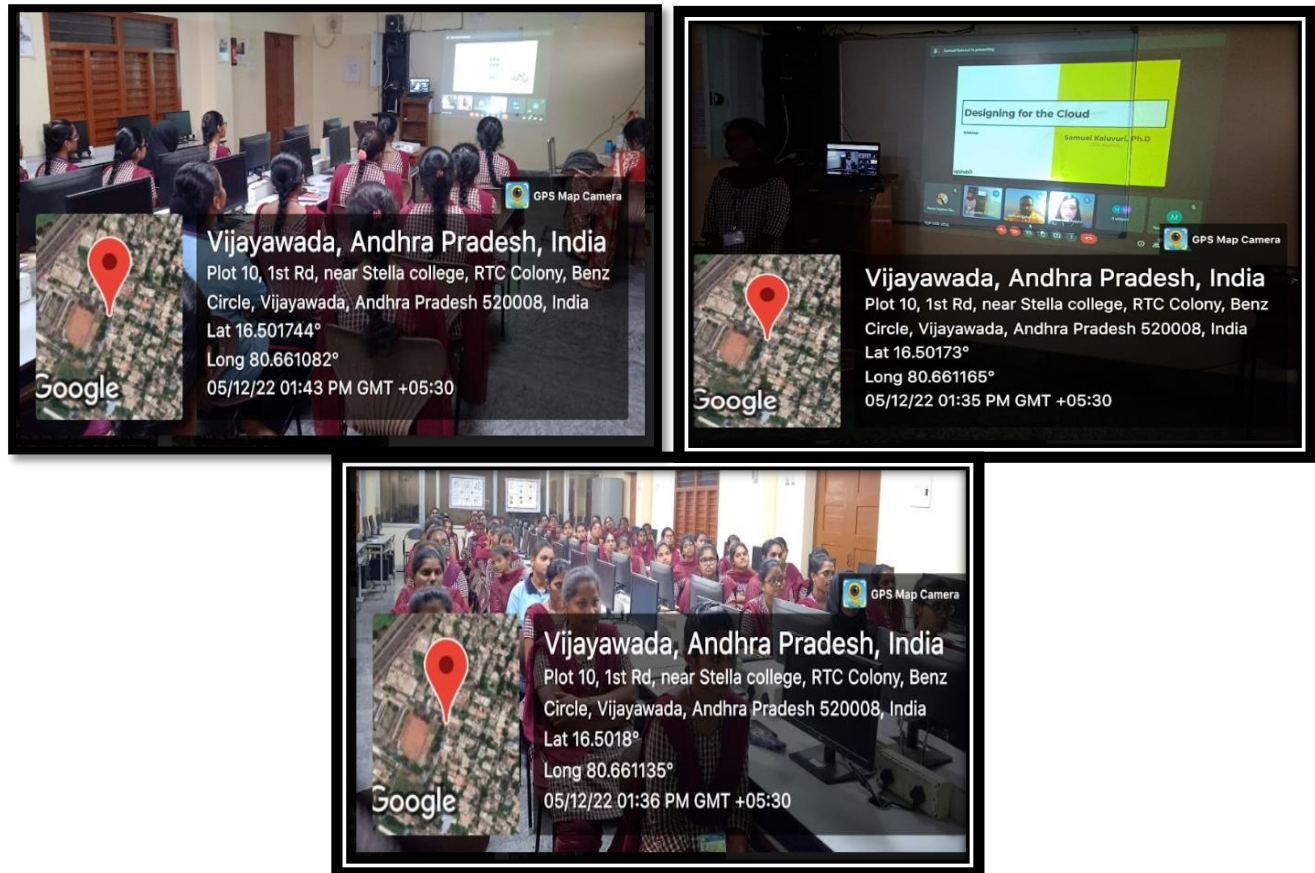 GPS Map Camera
Vijayawada, Andhra Pradesh, India
Plot 10, 1st Rd, near Stella college, RTC Colony, Benz
Circle, Vijayawada, Andhra Pradesh 520008, India
Lat 16.501744°
Long 80.661082°
05/12/22 01:43 PM GMT +05:30
Google
Designing for the Cloud
Samuel Kaluvuri, Ph.D
GPS Map Camera
Vijayawada, Andhra Pradesh, India
Plot 10, 1st Rd, near Stella college, RTC Colony, Benz
Circle, Vijayawada, Andhra Pradesh 520008, India
Lat 16.50173°
Long 80.661165°
05/12/22 01:35 PM GMT +05:30
Google
GPS Map Camera
Vijayawada, Andhra Pradesh, India
Plot 10, 1st Rd, near Stella college, RTC Colony, Benz
Circle, Vijayawada, Andhra Pradesh 520008, India
Lat 16.5018°
Long 80.661135°
05/12/22 01:36 PM GMT +05:30
Google